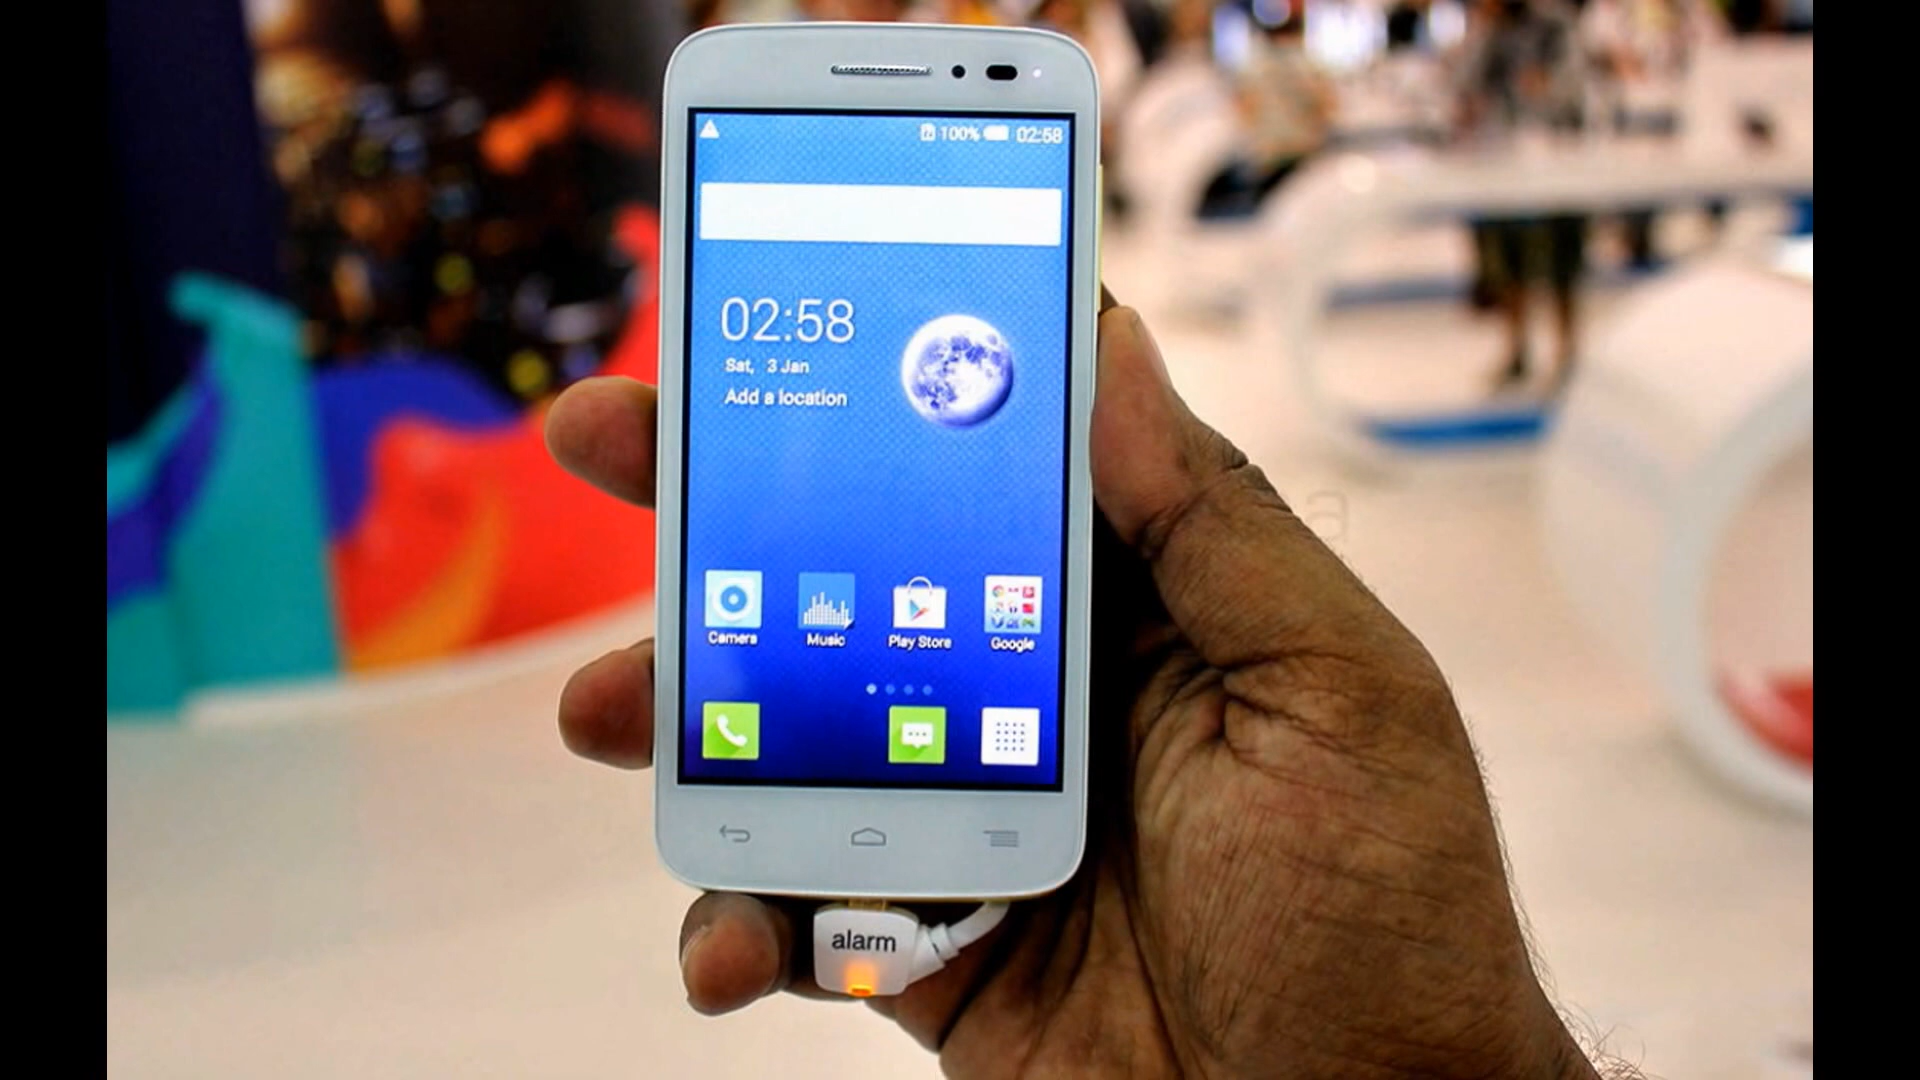 100% 02:58
02:58
Sat, 3 Jan
Add a location
Camera Music Play Store Google
alarm